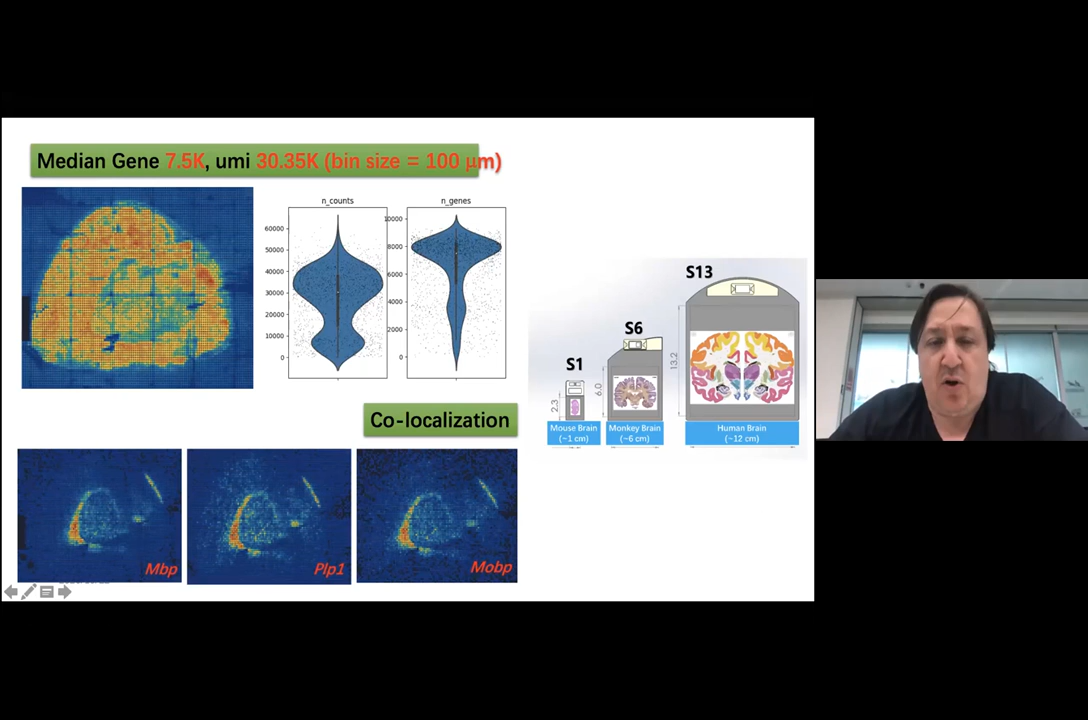 Median Gene 7.5K, umi 30.35K (bin size = 100 μm)
n_counts
60000
50000
40000
30000
20000
10000
0
n_genes
10000
8000
6000
4000
2000
0
S1
S6
S13
2.3
6.0
13.2
Mouse Brain
(~1 cm)
Monkey Brain
(~6 cm)
Human Brain
(~12 cm)
Co-localization
Mbp
Plp1
Mobp